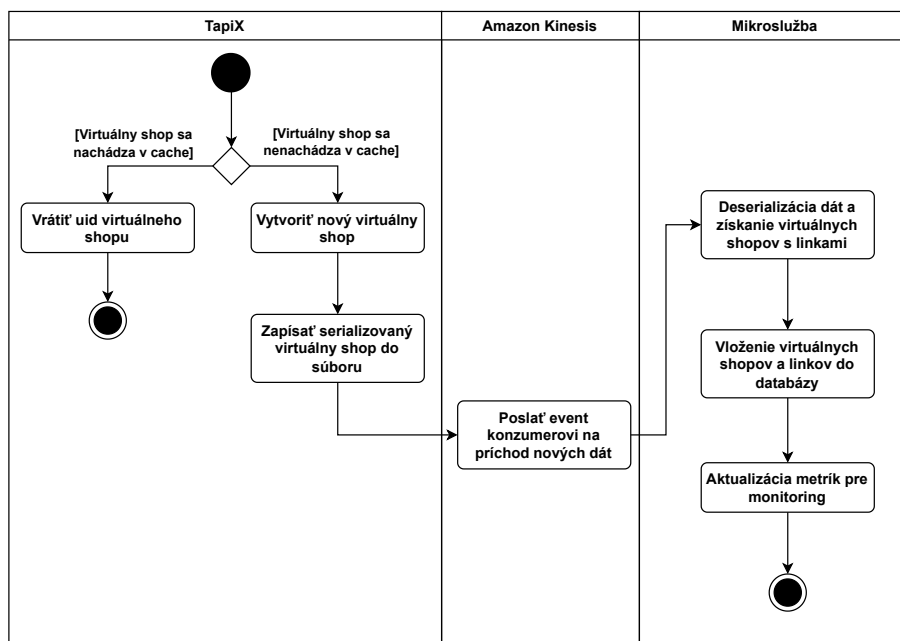 TapiX
Amazon Kinesis
Mikroslužba
[Virtuálny shop sa
nachádza v cache]
[Virtuálny shop sa
nenachádza v cache]
Vrátiť uid virtuálneho
shopu
Vytvoriť nový virtuálny
shop
Zapísať serializovaný
virtuálny shop do
súboru
Poslať event
konzumerovi na
príchod nových dát
Deserializácia dát a
získanie virtuálnych
shopov s linkami
Vloženie virtuálnych
shopov a linkov do
databázy
Aktualizácia metrík pre
monitoring